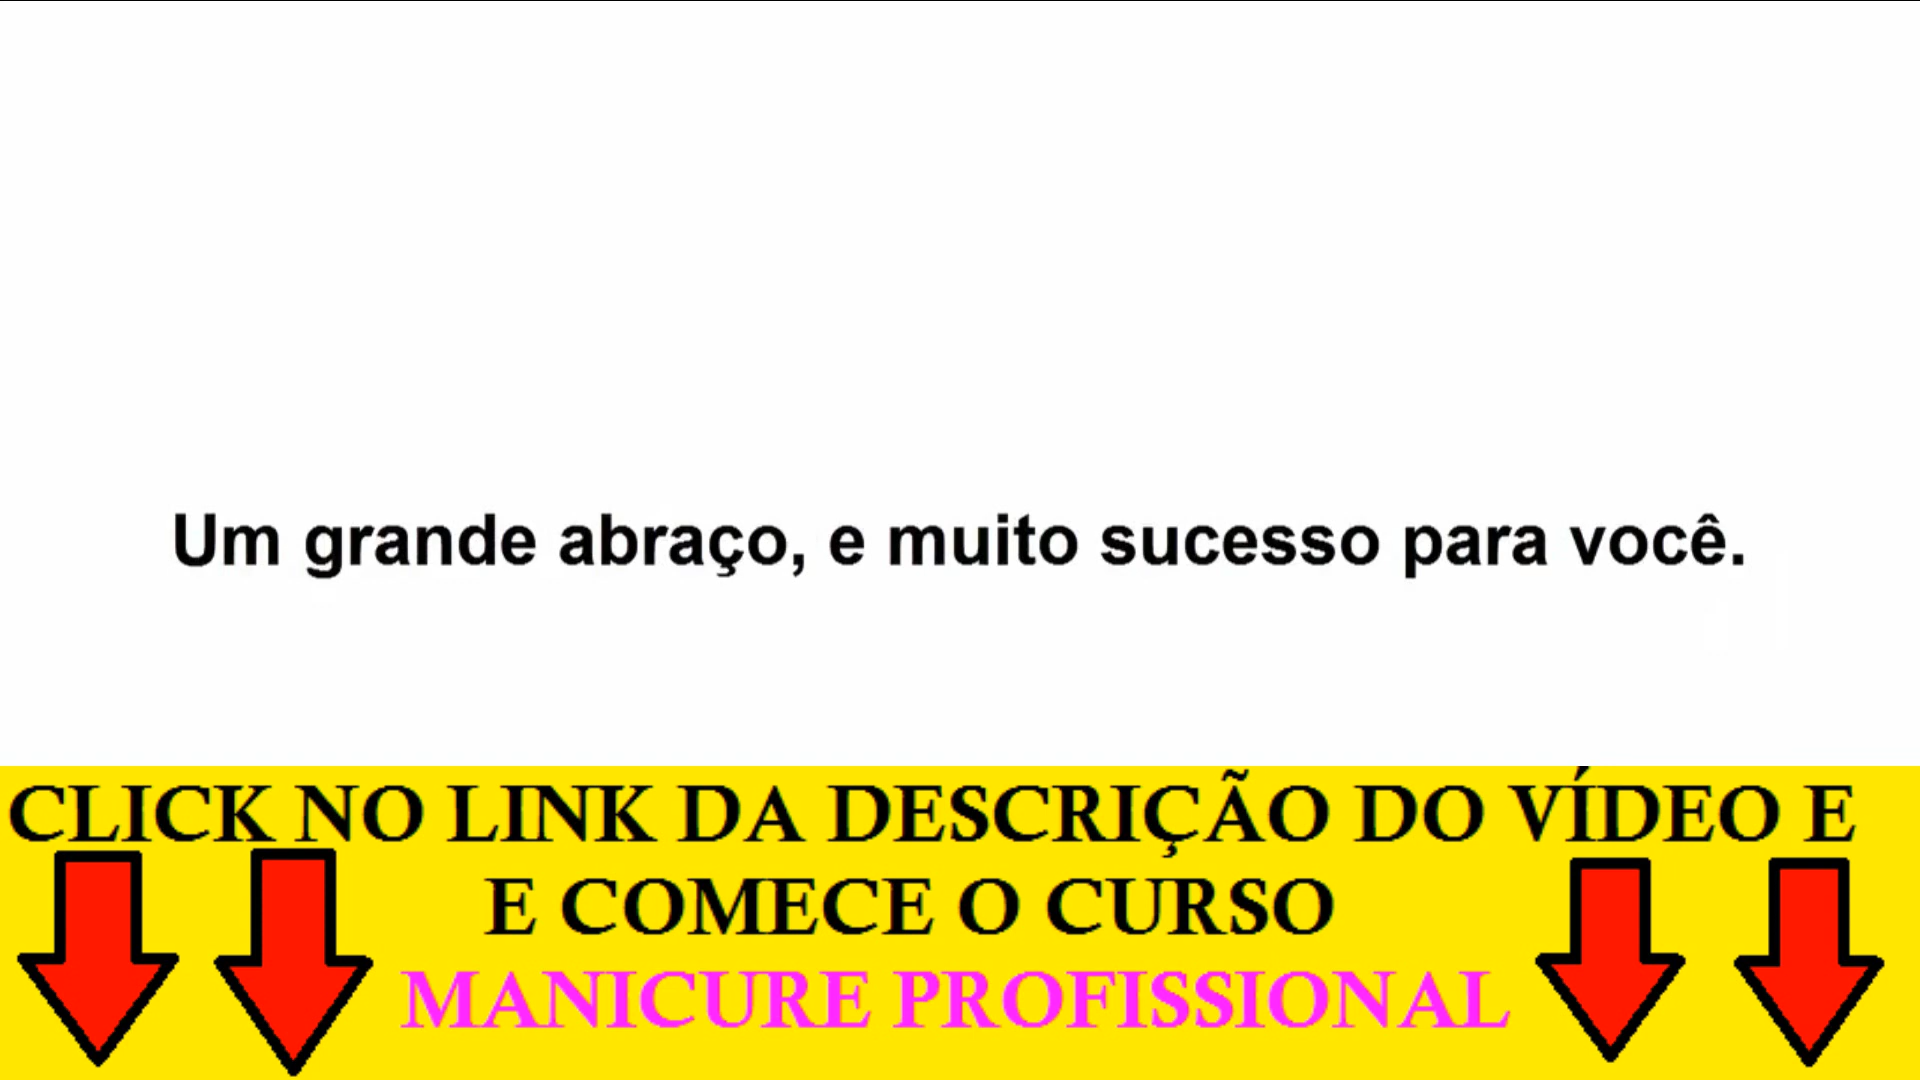 Um grande abraço, e muito sucesso para você.
CLICK NO LINK DA DESCRIÇÃO DO VÍDEO E
E COMECE O CURSO
MANICURE PROFISSIONAL